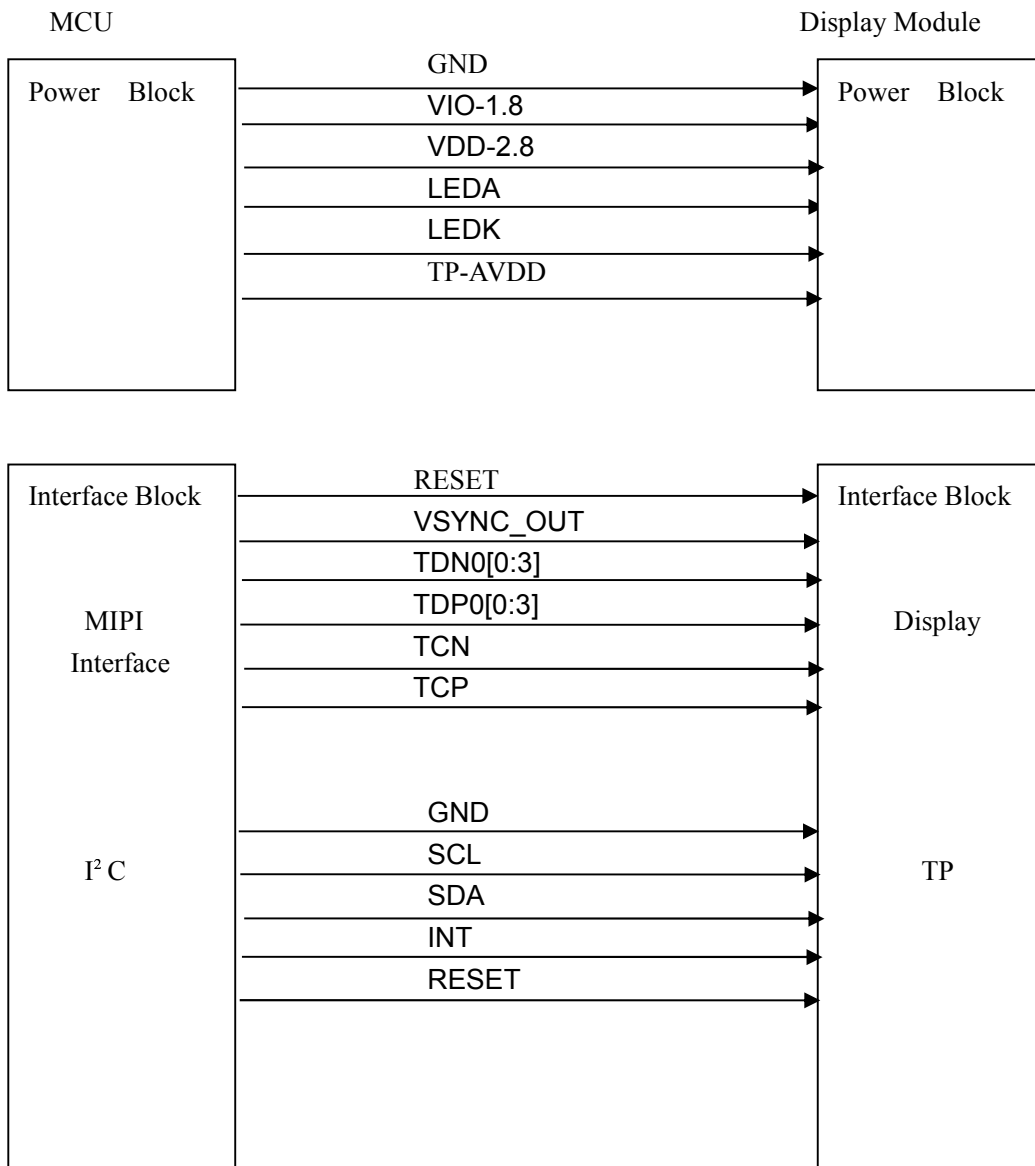 MCU Display Module
GND
Power Block Power Block
VIO-1.8
VDD-2.8
LEDA
LEDK
TP-AVDD
RESET
Interface Block Interface Block
VSYNC_OUT
TDN0[0:3]
TDP0[0:3]
MIPI Display
Interface
TCN
TCP
GND
SCL
I² C TP
SDA
INT
RESET